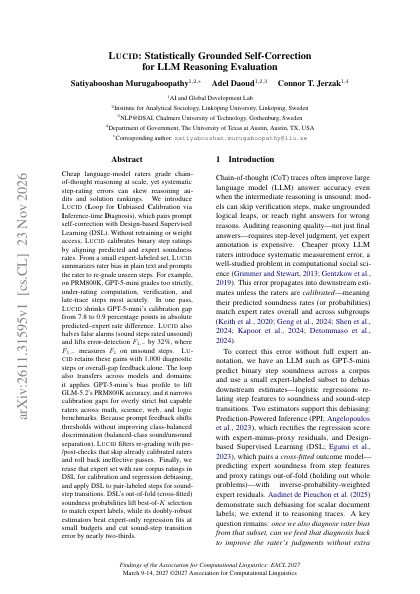 LUCID: Statistically Grounded Self-Correction
for LLM Reasoning Evaluation
Satiyabooshan Murugaboopathy1,2,* Adel Daoud1,2,3 Connor T. Jerzak1,4
1AI and Global Development Lab
2Institute for Analytical Sociology, Linköping University, Linköping, Sweden
3NLP@DSAI, Chalmers University of Technology, Gothenburg, Sweden
4Department of Government, The University of Texas at Austin, Austin, TX, USA
*Corresponding author: satiyabooshan.murugaboopathy@liu.se
arXiv:2611.31595v1 [cs.CL] 23 Nov 2026
Abstract
Cheap language-model raters grade chain-
of-thought reasoning at scale, yet systematic
step-rating errors can skew reasoning au-
dits and solution rankings. We introduce
LUCID (Loop for Unbiased Calibration via
Inference-time Diagnosis), which pairs prompt
self-correction with Design-based Supervised
Learning (DSL). Without retraining or weight
access, LUCID calibrates binary step ratings
by aligning predicted and expert soundness
rates. From a small expert-labeled set, LUCID
summarizes rater bias in plain text and prompts
the rater to re-grade uncertain steps. For example,
on PRM800K, GPT-5-mini grades too strictly,
under-rating computation, verification, and
late-trace steps most acutely. In one pass,
LUCID shrinks GPT-5-mini's calibration gap
from 7.8 to 0.9 percentage points in absolute
predicted–expert rate difference. LUCID also
halves false alarms (sound steps rated unsound)
and lifts error-detection F1,− by 32%, where
F1,− measures F1 on unsound steps. LU-
CID retains these gains with 1,000 diagnostic
steps or overall-gap feedback alone. The loop
also transfers across models and domains:
it applies GPT-5-mini's bias profile to lift
GLM-5.2's PRM800K accuracy, and it narrows
calibration gaps for overly strict but capable
raters across math, science, web, and logic
benchmarks. Because prompt feedback shifts
thresholds without improving class-balanced
discrimination (balanced sound/unsound
separation), LUCID filters re-grading with pre-
/post-checks that skip already calibrated raters
and roll back ineffective passes. Finally, we
reuse that expert set with raw corpus ratings
in DSL for calibration and regression debiasing,
and apply DSL to pair-labeled steps for sound-
step transitions. DSL's out-of-fold (cross-fitted)
soundness probabilities lift best-of-K selection
to match expert labels, while its doubly-robust
estimators beat expert-only regression fits at
small budgets and cut sound-step transition
error by nearly two-thirds.
1 Introduction
Chain-of-thought (CoT) traces often improve large
language model (LLM) answer accuracy even
when the intermediate reasoning is unsound: mod-
els can skip verification steps, make ungrounded
logical leaps, or reach right answers for wrong
reasons. Auditing reasoning quality—not just final
answers—requires step-level judgment, yet expert
annotation is expensive. Cheaper proxy LLM
raters introduce systematic measurement error, a
well-studied problem in computational social sci-
ence (Grimmer and Stewart, 2013; Gentzkow et al.,
2019). This error propagates into downstream esti-
mates unless the raters are calibrated—meaning
their predicted soundness rates (or probabilities)
match expert rates overall and across subgroups
(Keith et al., 2020; Geng et al., 2024; Shen et al.,
2024; Kapoor et al., 2024; Detommaso et al.,
2024).
To correct this error without full expert an-
notation, we have an LLM such as GPT-5-mini
predict binary step soundness across a corpus
and use a small expert-labeled subset to debias
downstream estimates—logistic regressions re-
lating step features to soundness and sound-step
transitions. Two estimators support this debiasing:
Prediction-Powered Inference (PPI; Angelopoulos
et al., 2023), which rectifies the regression score
with expert-minus-proxy residuals, and Design-
based Supervised Learning (DSL; Egami et al.,
2023), which pairs a cross-fitted outcome model—
predicting expert soundness from step features
and proxy ratings out-of-fold (holding out whole
problems)—with inverse-probability-weighted
expert residuals. Audinet de Pieuchon et al. (2025)
demonstrate such debiasing for scalar document
labels; we extend it to reasoning traces. A key
question remains: once we also diagnose rater bias
from that subset, can we feed that diagnosis back
to improve the rater's judgments without extra
Findings of the Association for Computational Linguistics: EACL 2027
March 9-14, 2027 ©2027 Association for Computational Linguistics